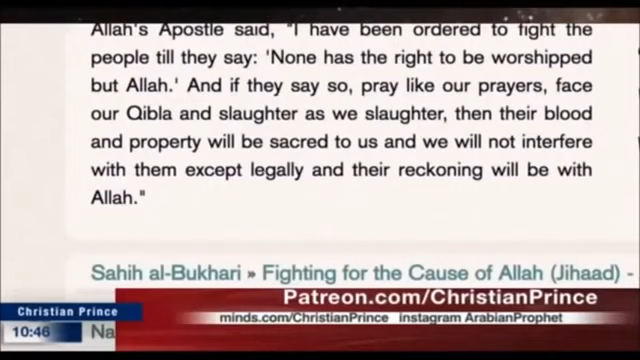 Allah's Apostle said, "I have been ordered to fight the
people till they say: 'None has the right to be worshipped
but Allah.' And if they say so, pray like our prayers, face
our Qibla and slaughter as we slaughter, then their blood
and property will be sacred to us and we will not interfere
with them except legally and their reckoning will be with
Allah."
Sahih al-Bukhari » Fighting for the Cause of Allah (Jihaad) -
Patreon.com/ChristianPrince
Christian Prince
minds.com/ChristianPrince instagram ArabianProphet
10:46
Na